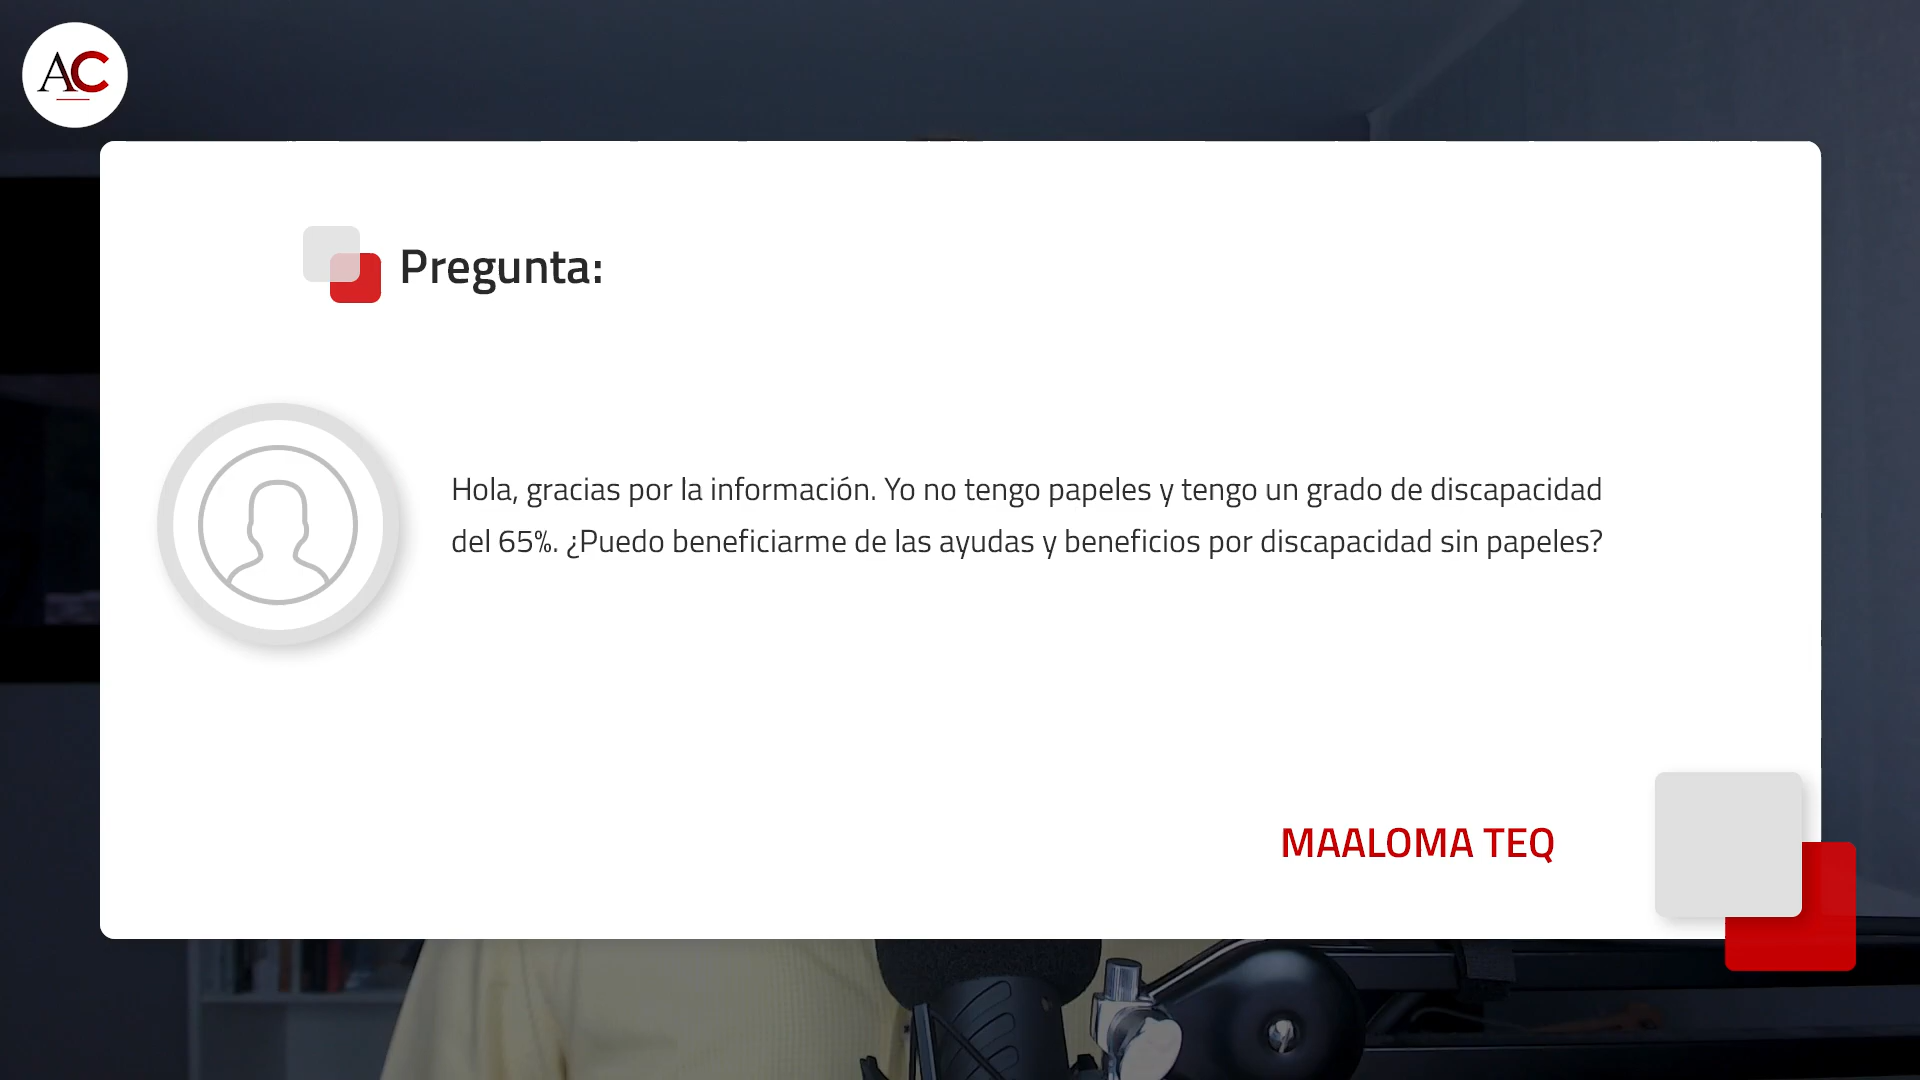 AC
Pregunta:
Hola, gracias por la información. Yo no tengo papeles y tengo un grado de discapacidad
del 65%. ¿Puedo beneficiarme de las ayudas y beneficios por discapacidad sin papeles?
MAALOMA TEQ